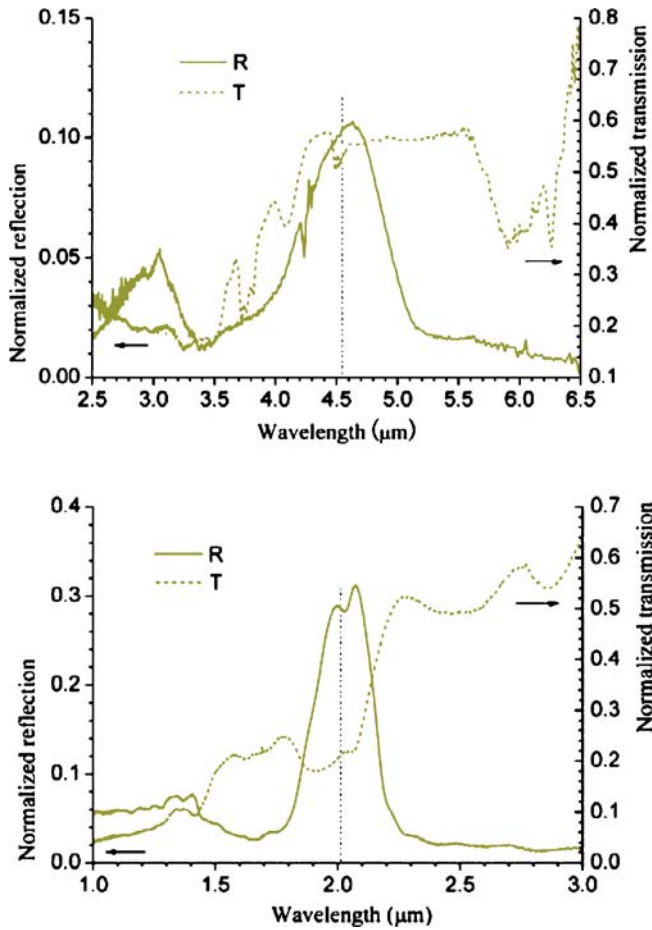 0.15
0.10
0.05
0.00
Normalized reflection
R
T
0.8
0.7
0.6
0.5
0.4
0.3
0.2
0.1
Normalized transmission
2.5 3.0 3.5 4.0 4.5 5.0 5.5 6.0 6.5
Wavelength (μm)
0.4
0.3
0.2
0.1
0.0
Normalized reflection
R
T
0.7
0.6
0.5
0.4
0.3
0.2
0.1
0.0
Normalized transmission
1.0 1.5 2.0 2.5 3.0
Wavelength (μm)